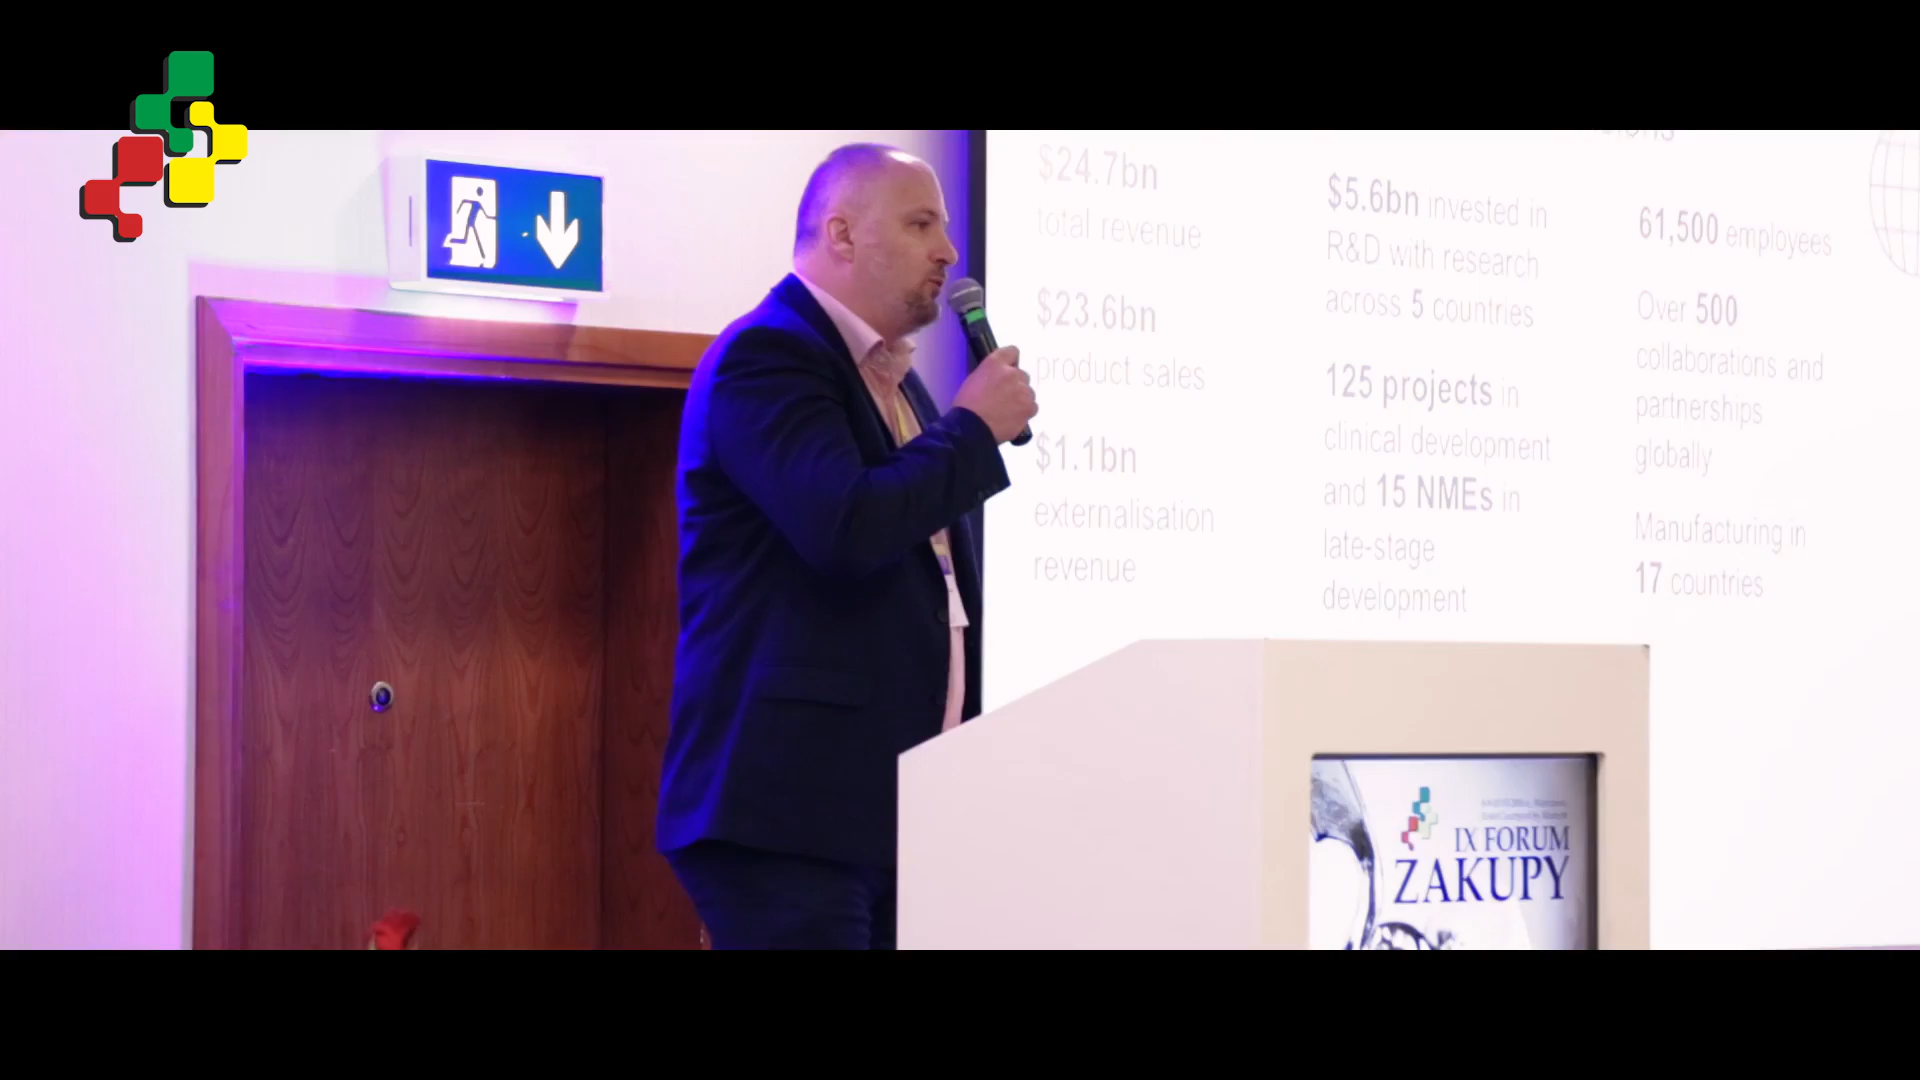 $24.7bn
total revenue
$23.6bn
product sales
$1.1bn
externalisation
revenue
$5.6bn invested in
R&D with research
across 5 countries
125 projects in
clinical development
and 15 NMEs in
late-stage
development
61,500 employees
Over 500
collaborations and
partnerships
globally
Manufacturing in
17 countries
IX FORUM
ZAKUPY